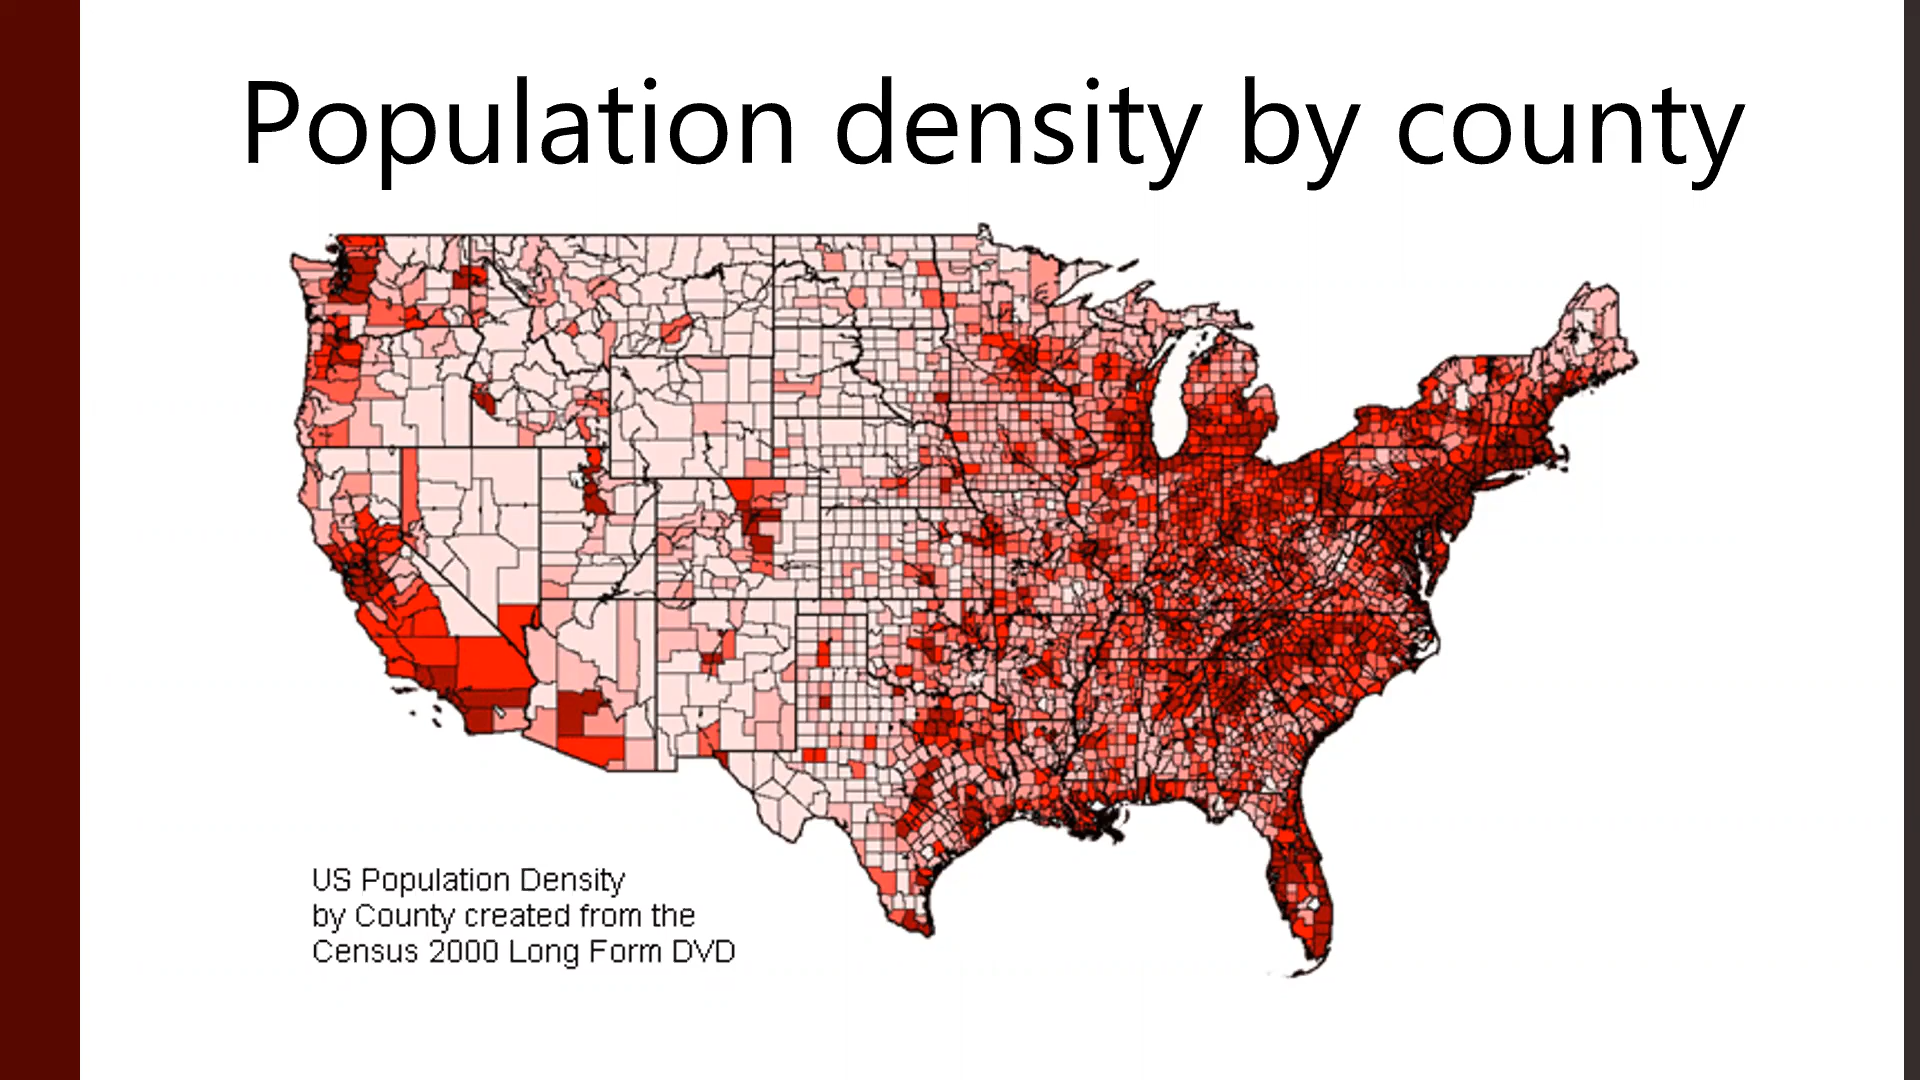 Population density by county
US Population Density
by County created from the
Census 2000 Long Form DVD